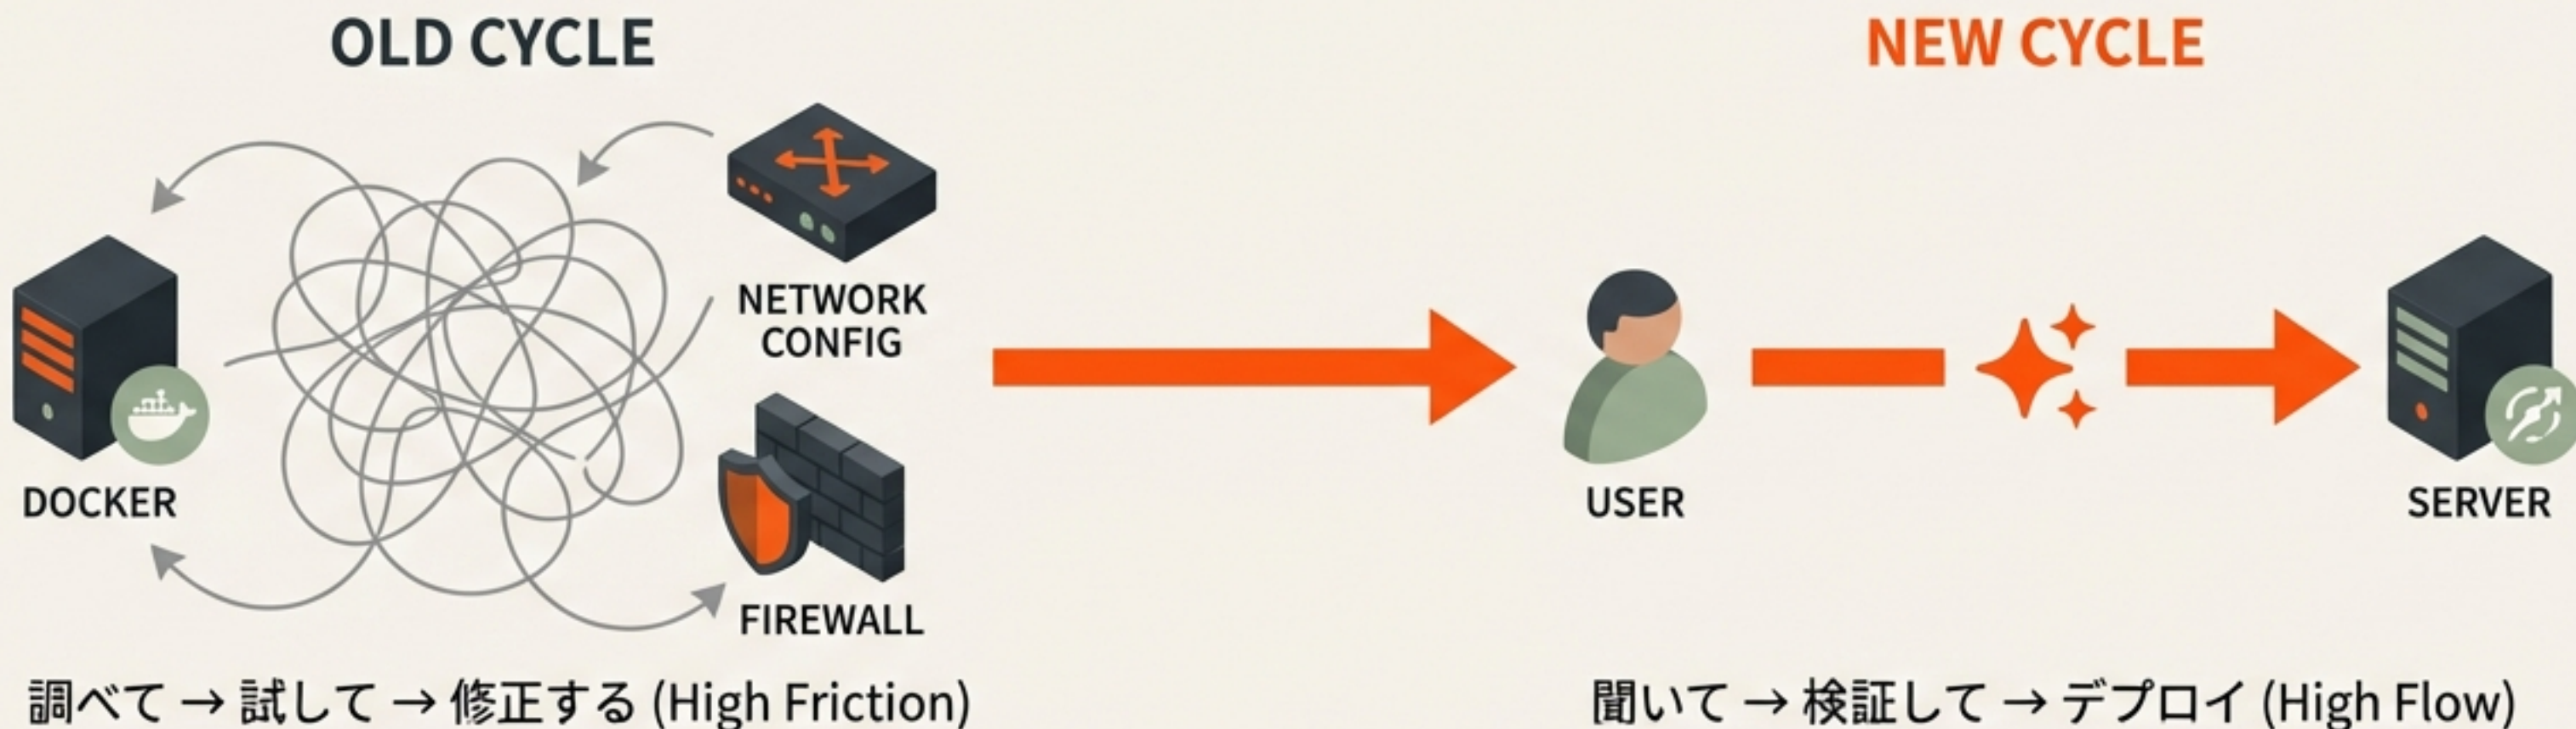 OLD CYCLE
NETWORK
CONFIG
DOCKER
FIREWALL
調べて → 試して → 修正する (High Friction)
NEW CYCLE
USER
SERVER
聞いて → 検証して → デプロイ (High Flow)